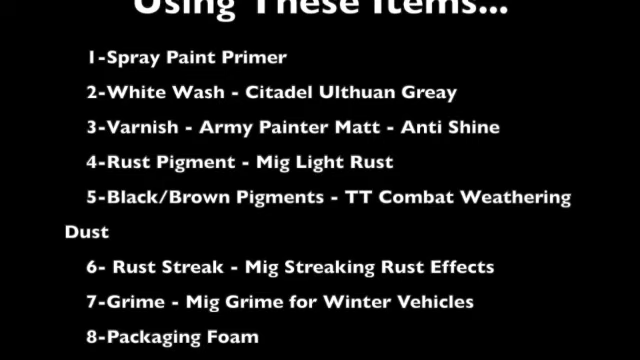 Using These Items...
1-Spray Paint Primer
2-White Wash - Citadel Ulthuan Greay
3-Varnish - Army Painter Matt - Anti Shine
4-Rust Pigment - Mig Light Rust
5-Black/Brown Pigments - TT Combat Weathering
Dust
6- Rust Streak - Mig Streaking Rust Effects
7-Grime - Mig Grime for Winter Vehicles
8-Packaging Foam